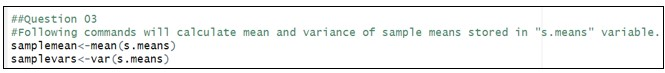 ##Question 03
#Following commands will calculate mean and variance of sample means stored in "s.means" variable.
samplemean<-mean(s.means)
samplevars<-var(s.means)